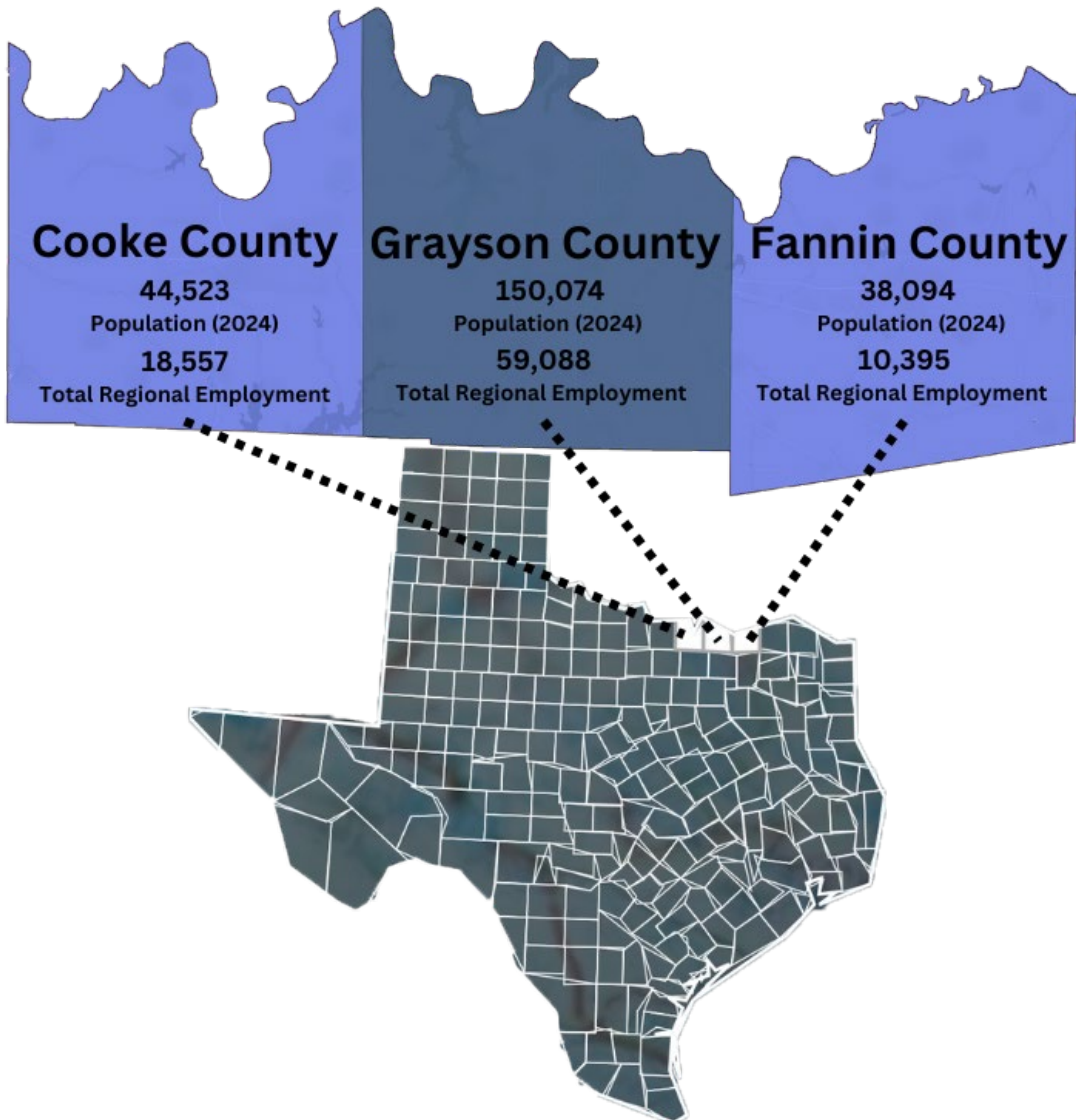 Cooke County
44,523
Population (2024)
18,557
Total Regional Employment
Grayson County
150,074
Population (2024)
59,088
Total Regional Employment
Fannin County
38,094
Population (2024)
10,395
Total Regional Employment